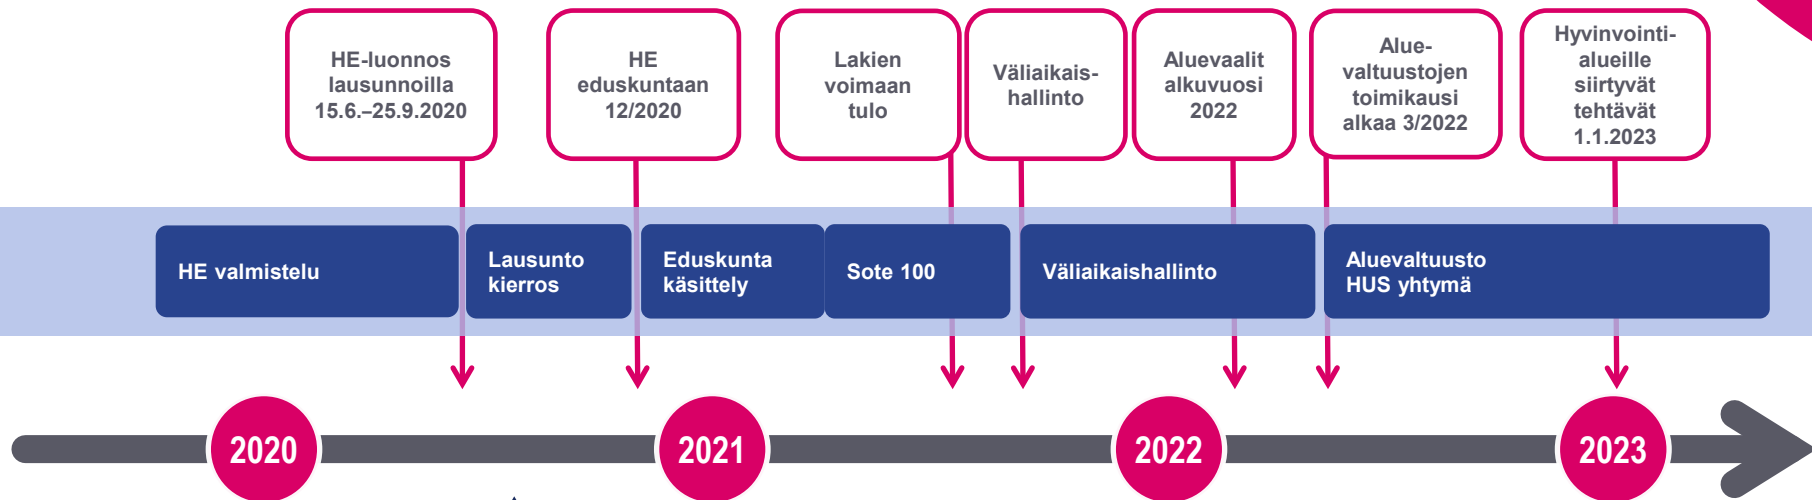 HE-luonnos
lausunnoilla
15.6.–25.9.2020
HE
eduskuntaan
12/2020
Lakien
voimaan
tulo
Väliaikais-
hallinto
Aluevaalit
alkuvuosi
2022
Alue-
valtuustojen
toimikausi
alkaa 3/2022
Hyvinvointi-
alueille
siirtyvät
tehtävät
1.1.2023
HE valmistelu
Lausunto
kierros
Eduskunta
käsittely
Sote 100
Väliaikaishallinto
Aluevaltuusto
HUS yhtymä
2020
2021
2022
2023